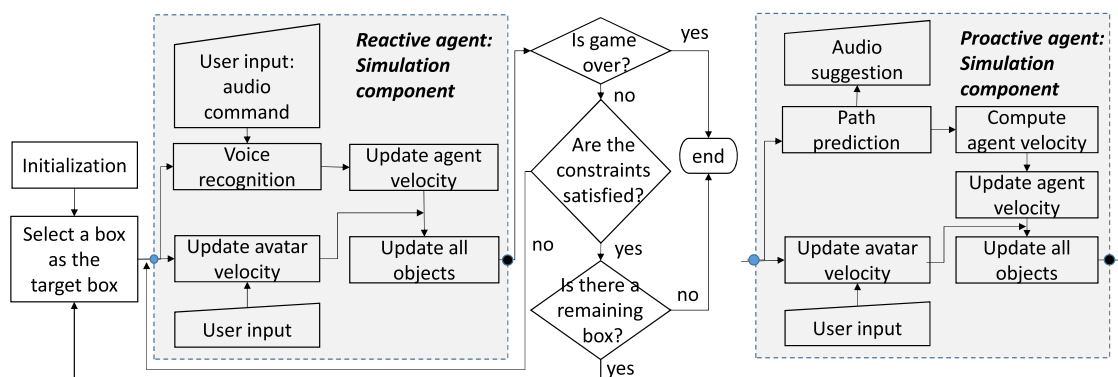 Initialization
Select a box
as the
target box
Reactive agent:
Simulation
component
User input:
audio
command
Voice
recognition
Update agent
velocity
Update avatar
velocity
Update all
objects
User input
Is game
over?
yes
no
Are the
constraints
satisfied?
end
no
yes
Is there a
remaining
box?
no
yes
Proactive agent:
Simulation
component
Audio
suggestion
Path
prediction
Compute
agent velocity
Update agent
velocity
Update avatar
velocity
Update all
objects
User input